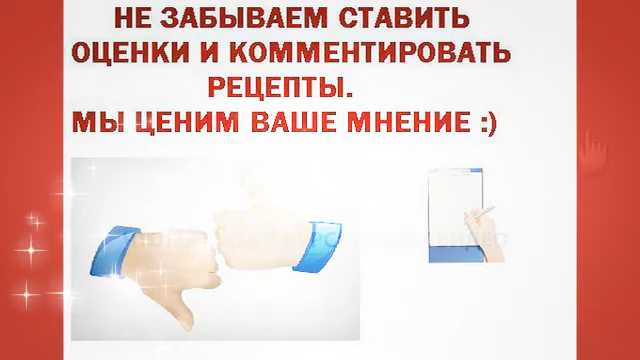 НЕ ЗАБЫВАЕМ СТАВИТЬ
ОЦЕНКИ И КОММЕНТИРОВАТЬ
РЕЦЕПТЫ.
МЫ ЦЕНИМ ВАШЕ МНЕНИЕ :)